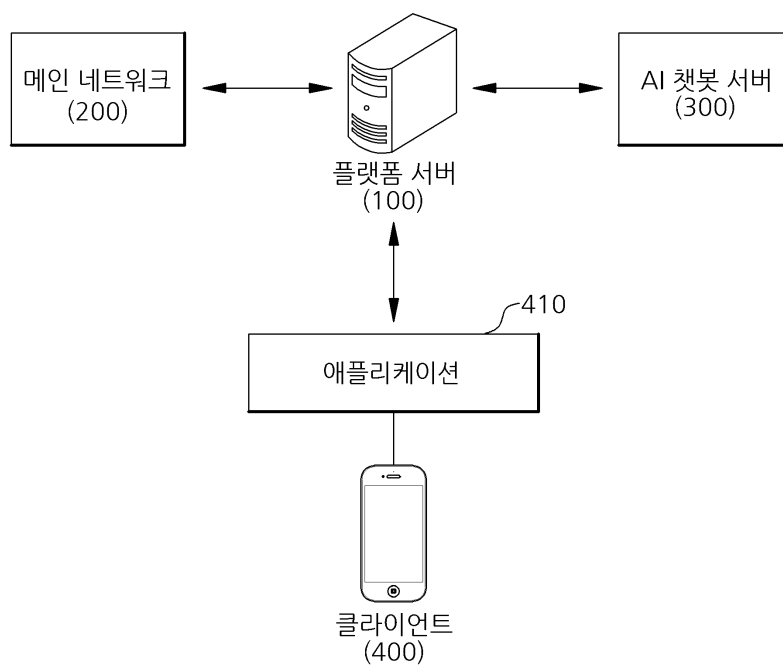 메인 네트워크
(200)
AI 챗봇 서버
(300)
플랫폼 서버
(100)
410
애플리케이션
클라이언트
(400)